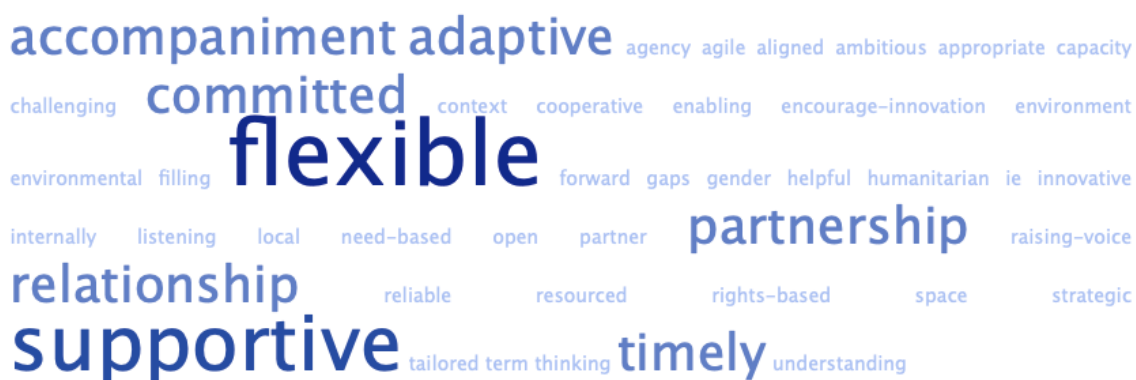 accompaniment adaptive agency agile aligned ambitious appropriate capacity
challenging committed context cooperative enabling encourage-innovation environment
environmental filling flexible forward gaps gender helpful humanitarian ie innovative
internally listening local need-based open partner partnership raising-voice
relationship reliable resourced rights-based space strategic
supportive tailored term thinking timely understanding